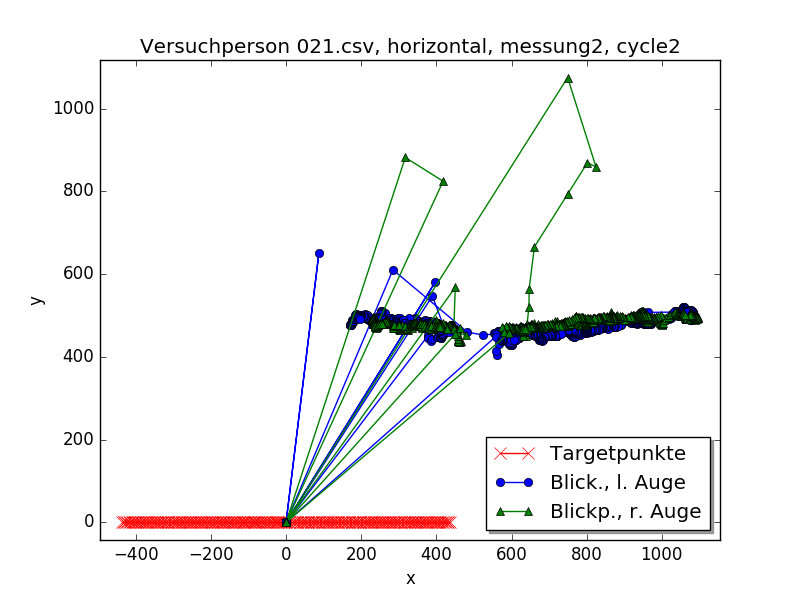 Versuchperson 021.csv, horizontal, messung2, cycle2
y
1000
800
600
400
200
0
−400
−200
0
200
400
600
800
1000
x
Targetpunkte
Blick., l. Auge
Blickp., r. Auge